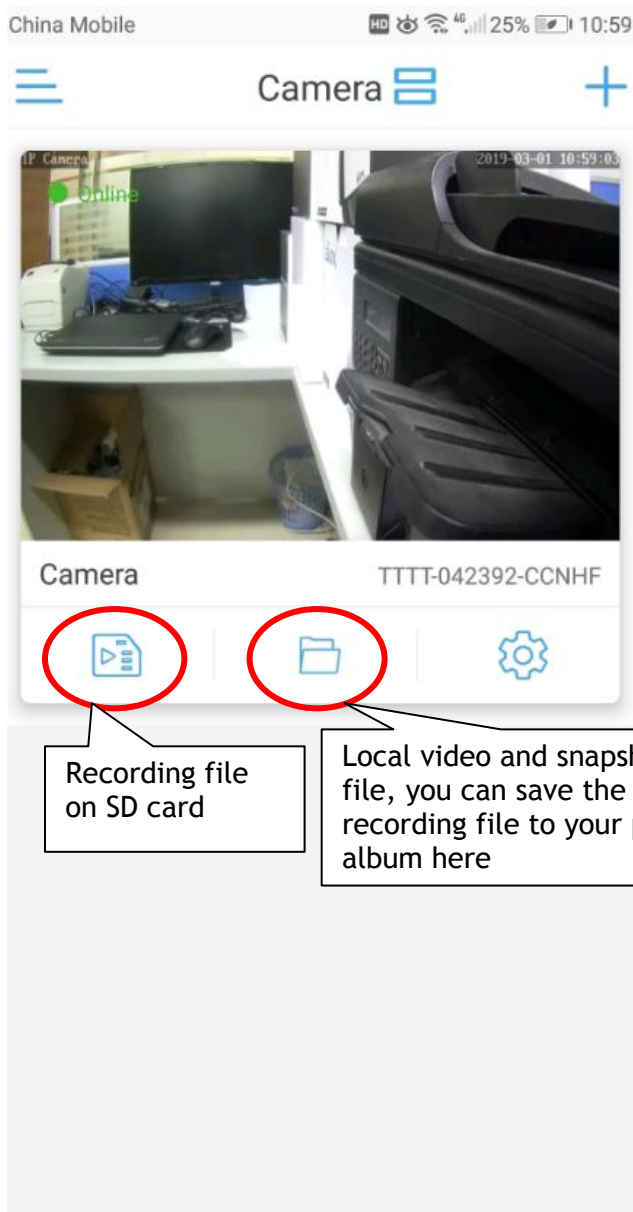 China Mobile HD 4G 25% 10:59
Camera
IP Camera 2019-03-01 10:59:03
Online
Camera TTTT-042392-CCNHF
Recording file
on SD card
Local video and snapsh
file, you can save the
recording file to your p
album here